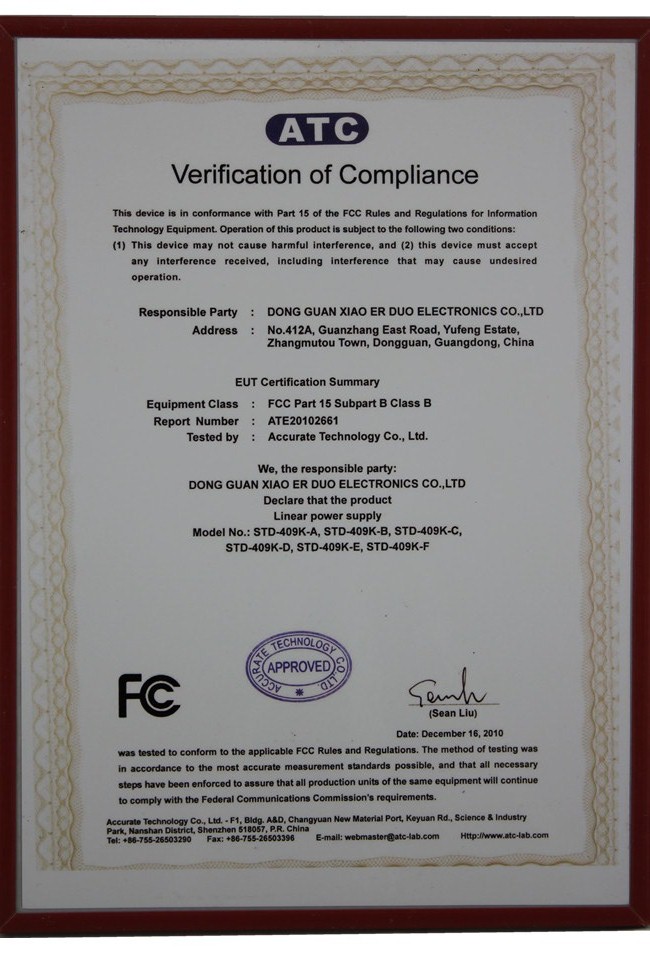 ATC
Verification of Compliance
This device is in conformance with Part 15 of the FCC Rules and Regulations for Information
Technology Equipment. Operation of this product is subject to the following two conditions:
(1) This device may not cause harmful interference, and (2) this device must accept
any interference received, including interference that may cause undesired
operation.
Responsible Party : DONG GUAN XIAO ER DUO ELECTRONICS CO.,LTD
Address : No.412A, Guanzhang East Road, Yufeng Estate,
Zhangmutou Town, Dongguan, Guangdong, China
EUT Certification Summary
Equipment Class : FCC Part 15 Subpart B Class B
Report Number : ATE20102661
Tested by : Accurate Technology Co., Ltd.
We, the responsible party:
DONG GUAN XIAO ER DUO ELECTRONICS CO.,LTD
Declare that the product
Linear power supply
Model No.: STD-409K-A, STD-409K-B, STD-409K-C,
STD-409K-D, STD-409K-E, STD-409K-F
FC
ACCURATE TECHNOLOGY CO.,LTD
APPROVED
(Sean Liu)
Date: December 16, 2010
was tested to conform to the applicable FCC Rules and Regulations. The method of testing was
in accordance to the most accurate measurement standards possible, and that all necessary
steps have been enforced to assure that all production units of the same equipment will continue
to comply with the Federal Communications Commission's requirements.
Accurate Technology Co., Ltd. - F1, Bldg. A&D, Changyuan New Material Port, Keyuan Rd., Science & Industry
Park, Nanshan District, Shenzhen 518057, P.R. China
Tel: +86-755-26503290 Fax: +86-755-26503396 E-mail: webmaster@atc-lab.com Http://www.atc-lab.com